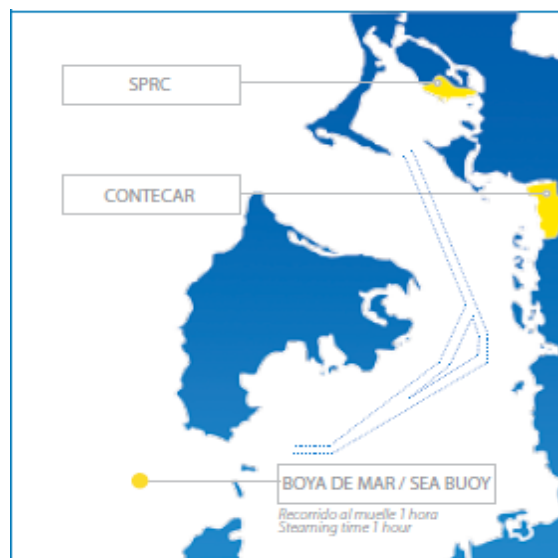 SPRC
CONTECAR
BOYA DE MAR / SEA BUOY
Recorrido al muelle 1 hora
Steaming time 1 hour